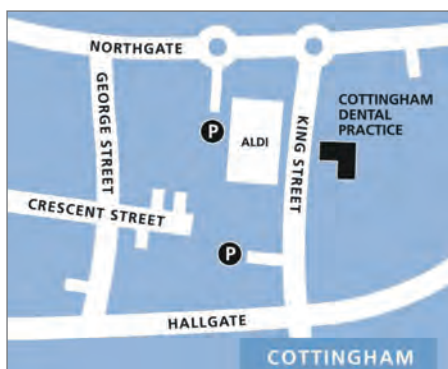 NORTHGATE
GEORGE STREET
P
ALDI
KING STREET
COTTINGHAM
DENTAL
PRACTICE
CRESCENT STREET
P
HALLGATE
COTTINGHAM